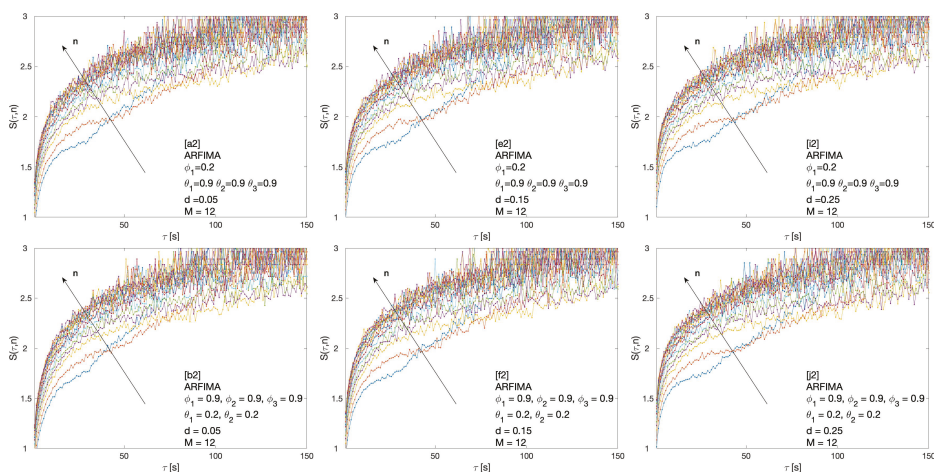 3
2.5
2
1.5
1
S(τ,n)
n
[a2]
ARFIMA
ϕ₁=0.2
θ₁=0.9 θ₂=0.9 θ₃=0.9
d =0.05
M = 12
50
100
150
τ [s]
3
2.5
2
1.5
1
S(τ,n)
n
[e2]
ARFIMA
ϕ₁=0.2
θ₁=0.9 θ₂=0.9 θ₃=0.9
d =0.15
M = 12
50
100
150
τ [s]
3
2.5
2
1.5
1
S(τ,n)
n
[i2]
ARFIMA
ϕ₁=0.2
θ₁=0.9 θ₂=0.9 θ₃=0.9
d =0.25
M = 12
50
100
150
τ [s]
3
2.5
2
1.5
1
S(τ,n)
n
[b2]
ARFIMA
ϕ₁ = 0.9, ϕ₂ = 0.9, ϕ₃ = 0.9
θ₁ = 0.2, θ₂ = 0.2
d = 0.05
M = 12
50
100
150
τ [s]
3
2.5
2
1.5
1
S(τ,n)
n
[f2]
ARFIMA
ϕ₁ = 0.9, ϕ₂ = 0.9, ϕ₃ = 0.9
θ₁ = 0.2, θ₂ = 0.2
d = 0.15
M = 12
50
100
150
τ [s]
3
2.5
2
1.5
1
S(τ,n)
n
[j2]
ARFIMA
ϕ₁ = 0.9, ϕ₂ = 0.9, ϕ₃ = 0.9
θ₁ = 0.2, θ₂ = 0.2
d = 0.25
M = 12
50
100
150
τ [s]